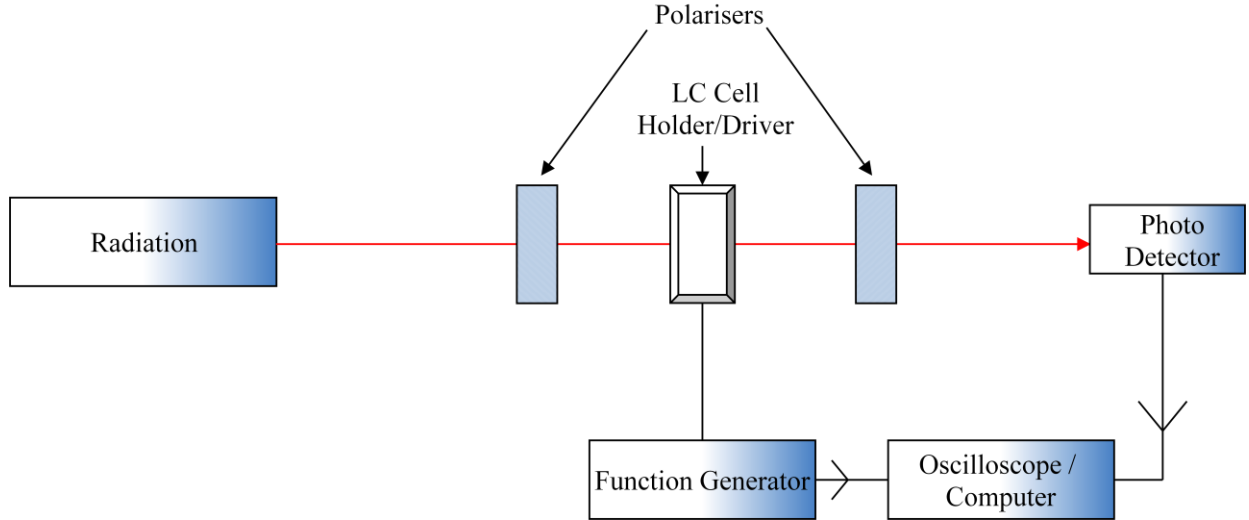 Polarisers
LC Cell
Holder/Driver
Radiation
Photo
Detector
Function Generator
Oscilloscope /
Computer